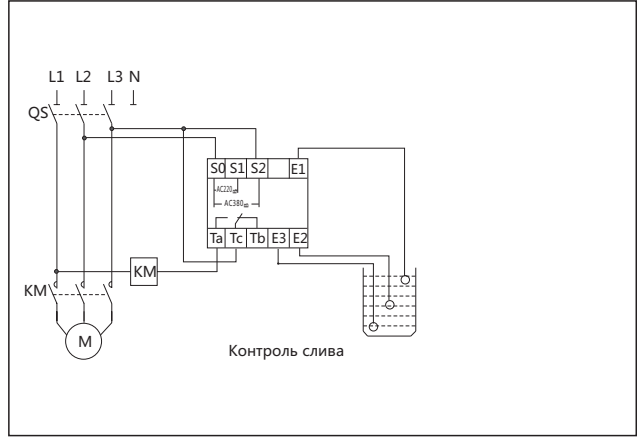 L1 L2 L3 N
QS
S0 S1 S2 E1
AC220
AC380
Ta Tc Tb E3 E2
KM
KM
M
Контроль слива